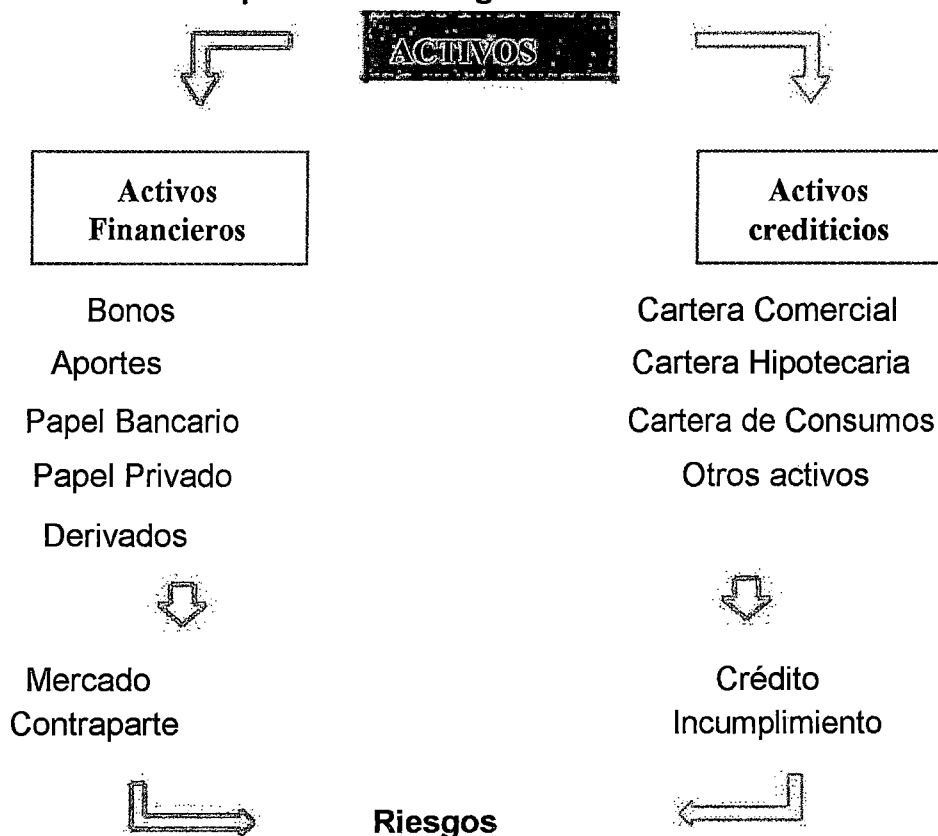 ACTIVOS
Activos
Financieros
Bonos
Aportes
Papel Bancario
Papel Privado
Derivados
Mercado
Contraparte
Activos
crediticios
Cartera Comercial
Cartera Hipotecaria
Cartera de Consumos
Otros activos
Crédito
Incumplimiento
Riesgos